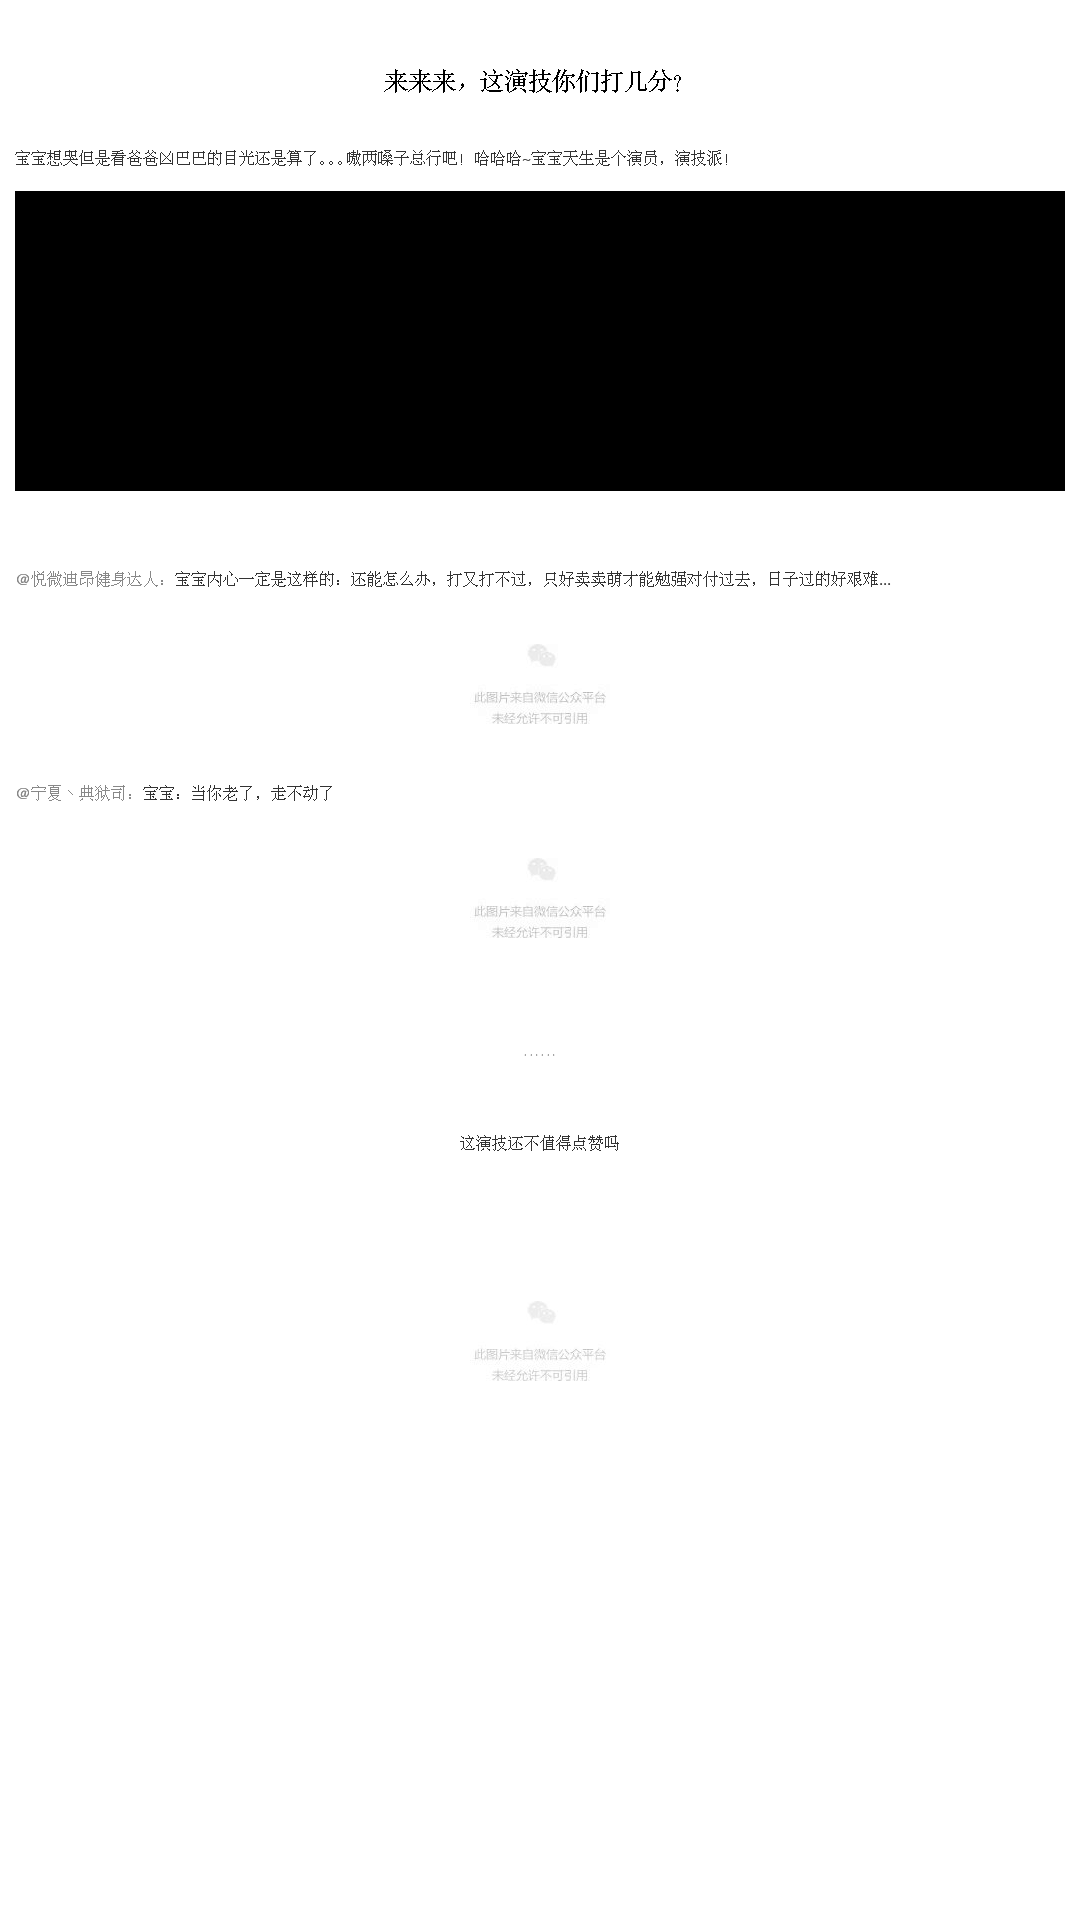 来来来，这演技你们打几分？
宝宝想哭但是看爸爸凶巴巴的目光还是算了。。。嗷两嗓子总行吧！哈哈哈~宝宝天生是个演员，演技派！
@悦微迪昂健身达人：宝宝内心一定是这样的：还能怎么办，打又打不过，只好卖卖萌才能勉强对付过去，日子过的好艰难...
此图片来自微信公众平台
未经允许不可引用
@宁夏丶典狱司：宝宝：当你老了，走不动了
此图片来自微信公众平台
未经允许不可引用
······
这演技还不值得点赞吗
此图片来自微信公众平台
未经允许不可引用